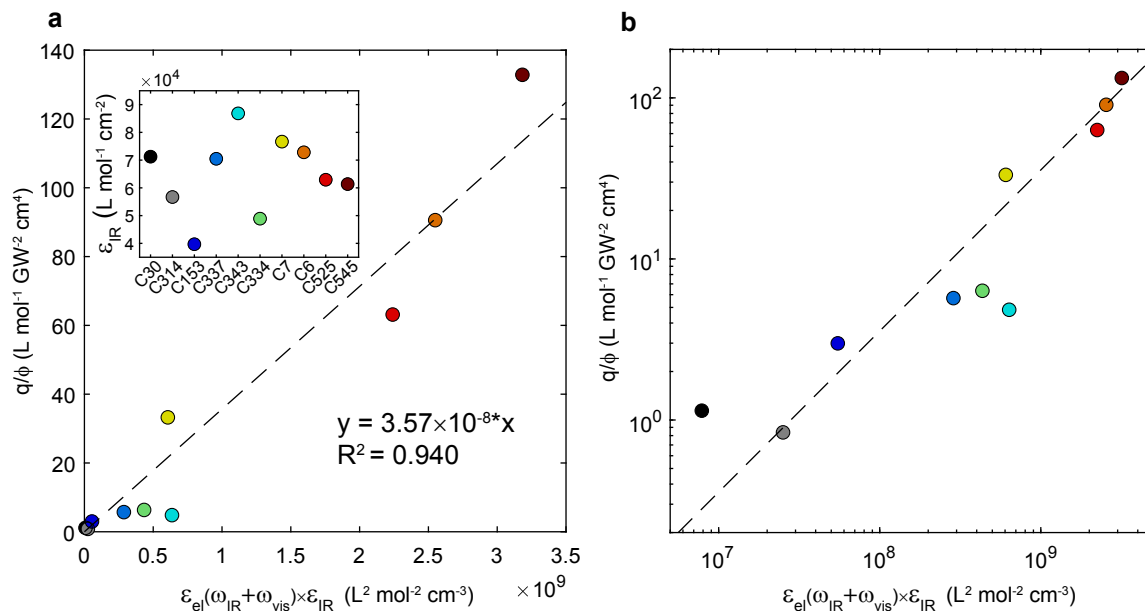 a
140
120
100
80
60
40
20
0
q/ϕ (L mol⁻¹ GW⁻² cm⁴)
0
0.5
1
1.5
2
2.5
3
3.5
× 10⁹
ε_el(ω_IR+ω_vis)×ε_IR (L² mol⁻² cm⁻³)
× 10⁴
9
8
7
6
5
4
ε_IR (L mol⁻¹ cm⁻²)
C30
C314
C153
C337
C343
C334
C7
C6
C525
C545
y = 3.57×10⁻⁸*x
R² = 0.940
b
10²
10¹
10⁰
q/ϕ (L mol⁻¹ GW⁻² cm⁴)
10⁷
10⁸
10⁹
ε_el(ω_IR+ω_vis)×ε_IR (L² mol⁻² cm⁻³)